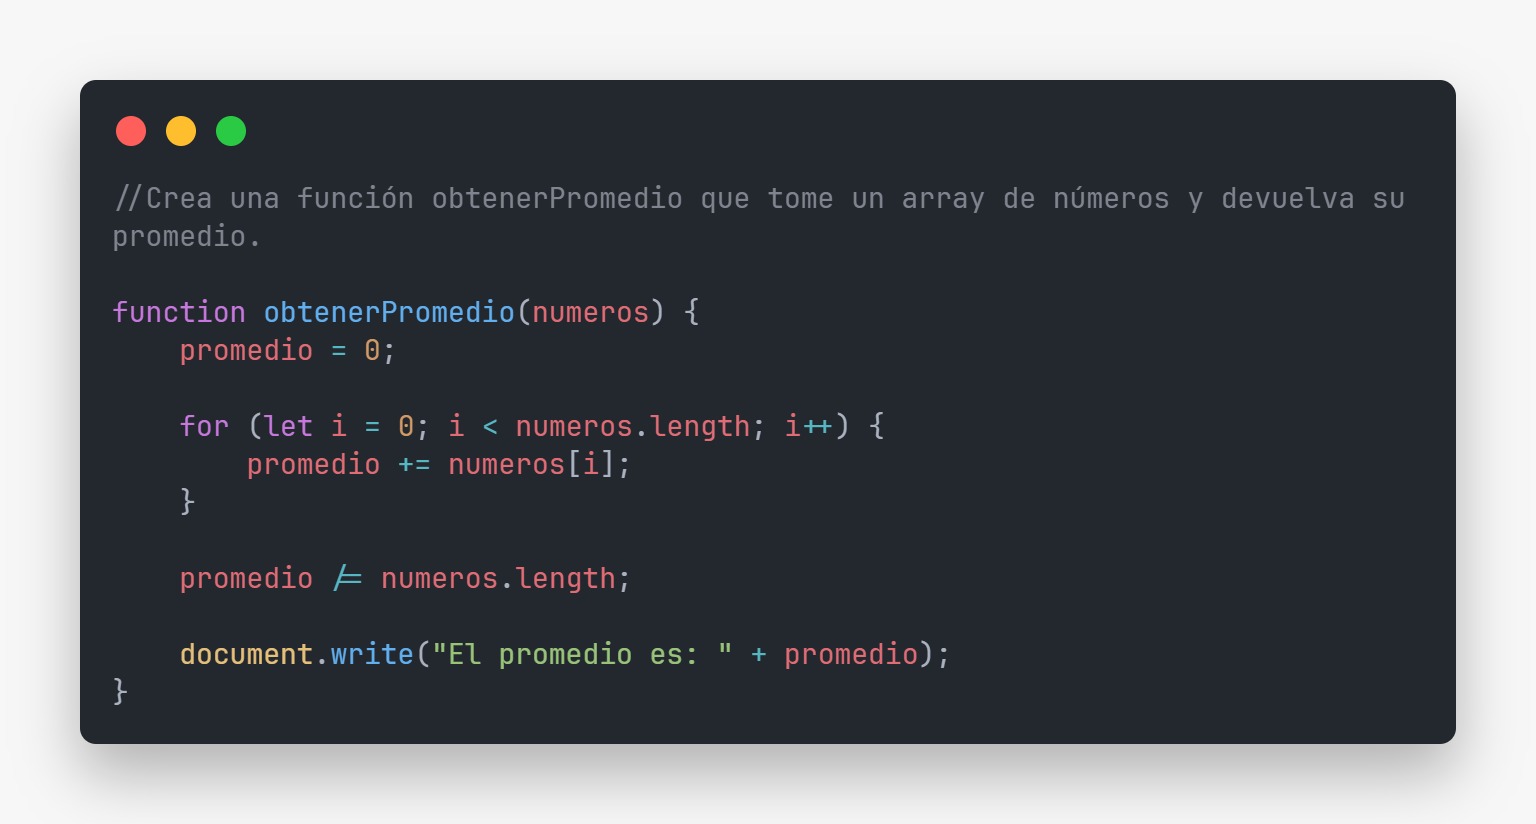 //Crea una función obtenerPromedio que tome un array de números y devuelva su
promedio.
function obtenerPromedio(numeros) {
    promedio = 0;
    for (let i = 0; i < numeros.length; i++) {
        promedio += numeros[i];
    }
    promedio /= numeros.length;
    document.write("El promedio es: " + promedio);
}